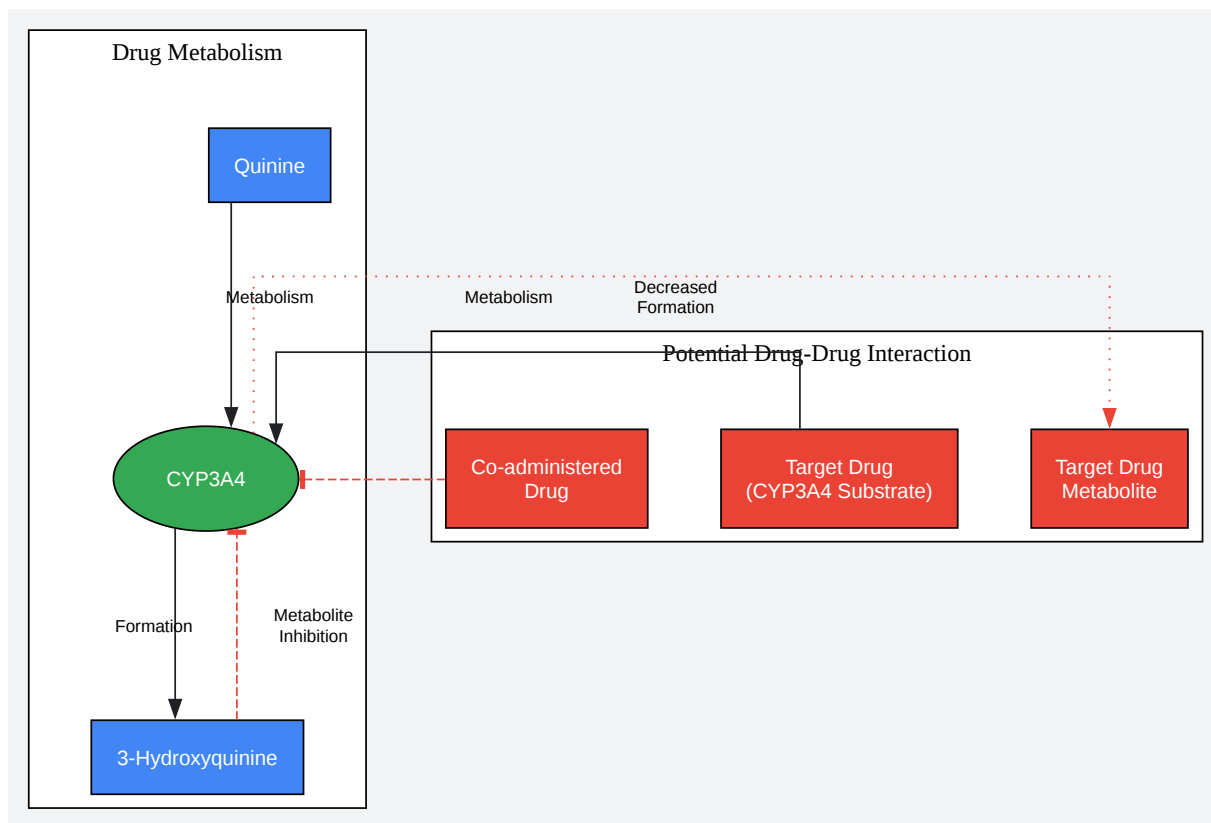 Drug Metabolism
Quinine
Metabolism
Metabolism
Decreased
Formation
Potential Drug-Drug Interaction
CYP3A4
Co-administered
Drug
Target Drug
(CYP3A4 Substrate)
Target Drug
Metabolite
Formation
Metabolite
Inhibition
3-Hydroxyquinine